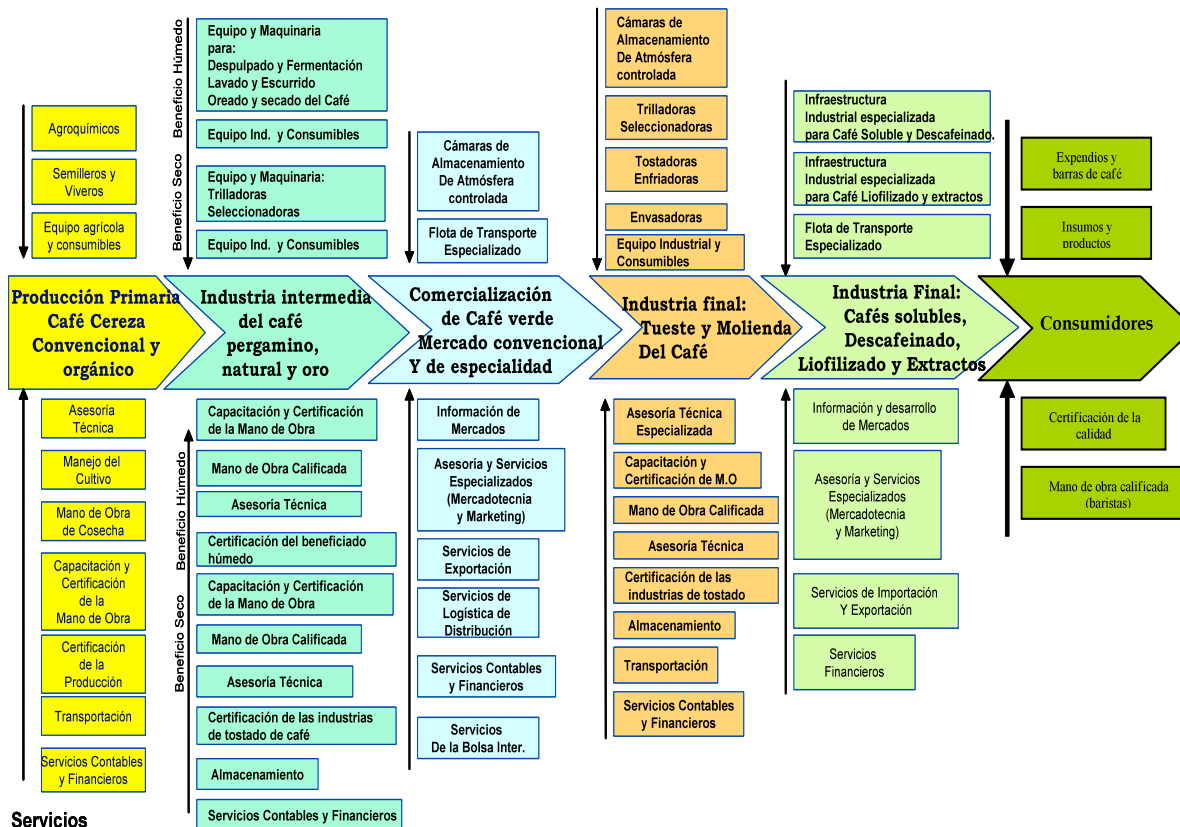 Beneficio Húmedo
Beneficio Seco
Agroquímicos
Semilleros y
Viveros
Equipo agrícola
y consumibles
Equipo y Maquinaria
para:
Despulpado y Fermentación
Lavado y Escurrido
Oreado y secado del Café
Equipo Ind. y Consumibles
Equipo y Maquinaria:
Trilladoras
Seleccionadoras
Equipo Ind. y Consumibles
Cámaras de
Almacenamiento
De Atmósfera
controlada
Flota de Transporte
Especializado
Cámaras de
Almacenamiento
De Atmósfera
controlada
Trilladoras
Seleccionadoras
Tostadoras
Enfriadoras
Envasadoras
Equipo Industrial y
Consumibles
Infraestructura
Industrial especializada
para Café Soluble y Descafeinado.
Infraestructura
Industrial especializada
para Café Liofilizado y extractos
Flota de Transporte
Especializado
Expendios y
barras de café
Insumos y
productos
Producción Primaria
Café Cereza
Convencional y
orgánico
Industria intermedia
del café
pergamino,
natural y oro
Comercialización
de Café verde
Mercado convencional
Y de especialidad
Industria final:
Tueste y Molienda
Del Café
Industria Final:
Cafés solubles,
Descafeinado,
Liofilizado y Extractos
Consumidores
Asesoría
Técnica
Manejo del
Cultivo
Mano de Obra
de Cosecha
Capacitación y
Certificación
de la
Mano de Obra
Certificación
de la
Producción
Transportación
Servicios Contables
y Financieros
Servicios
Beneficio Húmedo
Beneficio Seco
Capacitación y Certificación
de la Mano de Obra
Mano de Obra Calificada
Asesoría Técnica
Certificación del beneficiado
húmedo
Capacitación y Certificación
de la Mano de Obra
Mano de Obra Calificada
Asesoría Técnica
Certificación de las industrias
de tostado de café
Almacenamiento
Servicios Contables y Financieros
Información de
Mercados
Asesoría y Servicios
Especializados
(Mercadotecnia
y Marketing)
Servicios de
Exportación
Servicios de
Logística de
Distribución
Servicios Contables
y Financieros
Servicios
De la Bolsa Inter.
Asesoría Técnica
Especializada
Capacitación y
Certificación de M.O
Mano de Obra Calificada
Asesoría Técnica
Certificación de las
industrias de tostado
Almacenamiento
Transportación
Servicios Contables
y Financieros
Información y desarrollo
de Mercados
Asesoría y Servicios
Especializados
(Mercadotecnia
y Marketing)
Servicios de Importación
Y Exportación
Servicios
Financieros
Certificación de la
calidad
Mano de obra calificada
(baristas)